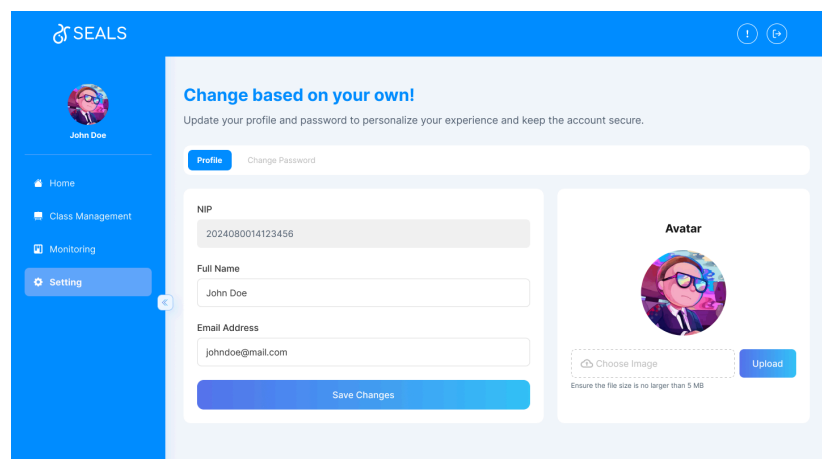 SEALS
John Doe
Home
Class Management
Monitoring
Setting
Change based on your own!
Update your profile and password to personalize your experience and keep the account secure.
Profile
Change Password
NIP
2024080014123456
Full Name
John Doe
Email Address
johndoe@mail.com
Save Changes
Avatar
Choose Image
Upload
Ensure the file size is no larger than 5 MB